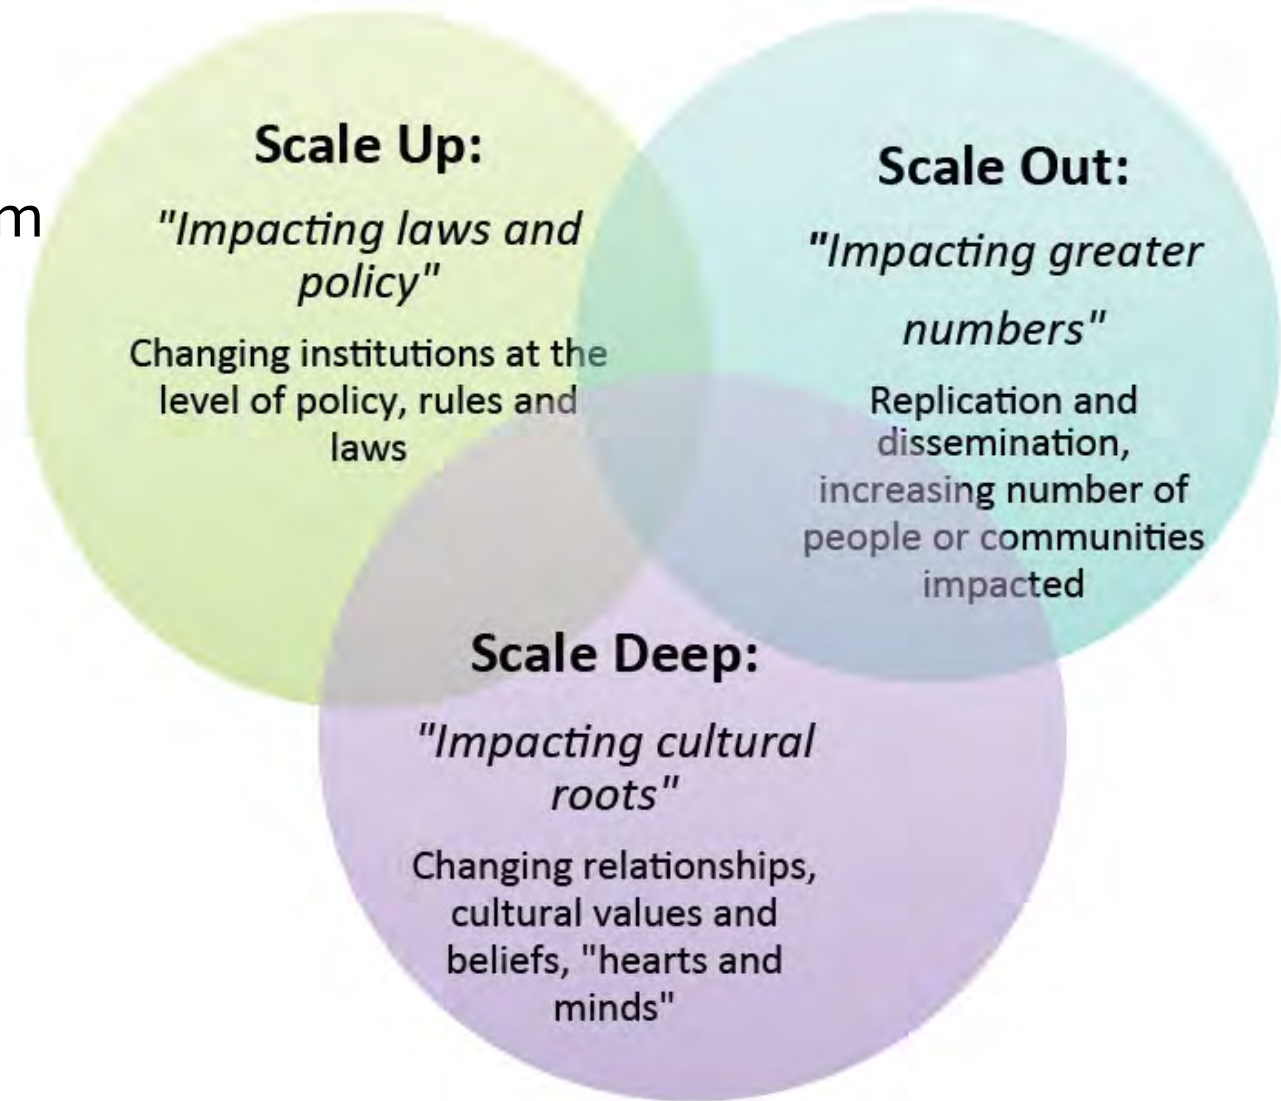 m
Scale Up:
"Impacting laws and
policy"
Changing institutions at the
level of policy, rules and
laws
Scale Out:
"Impacting greater
numbers"
Replication and
dissemination,
increasing number of
people or communities
impacted
Scale Deep:
"Impacting cultural
roots"
Changing relationships,
cultural values and
beliefs, "hearts and
minds"